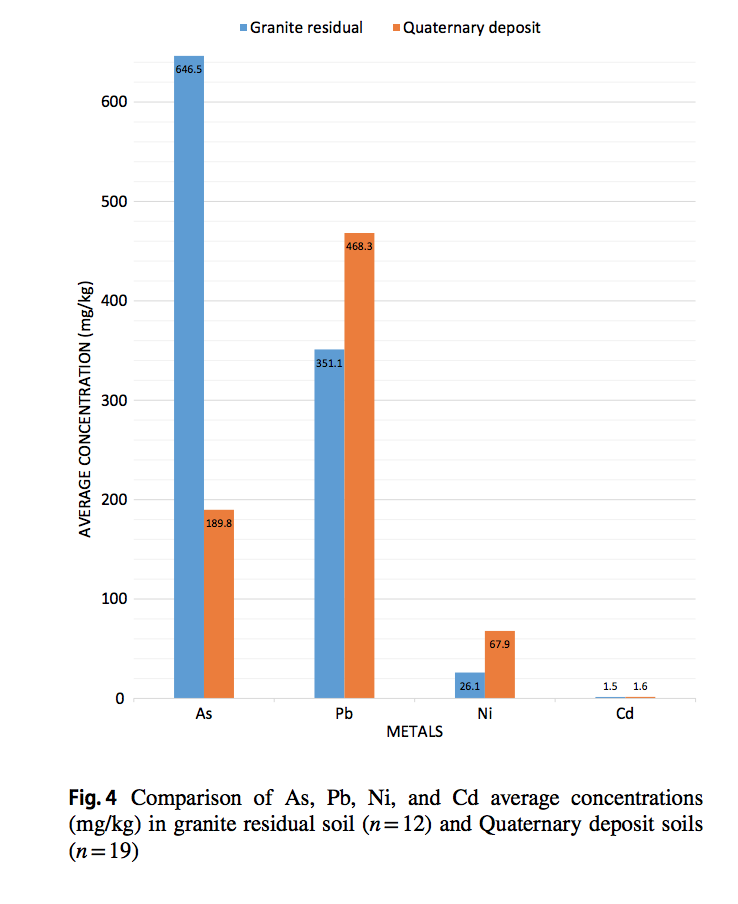 Granite residual Quaternary deposit
646.5
600
500
468.3
400
351.1
300
200
189.8
100
67.9
26.1
1.5 1.6
0
AVERAGE CONCENTRATION (mg/kg)
As Pb Ni Cd
METALS
Fig. 4 Comparison of As, Pb, Ni, and Cd average concentrations
(mg/kg) in granite residual soil (n = 12) and Quaternary deposit soils
(n = 19)